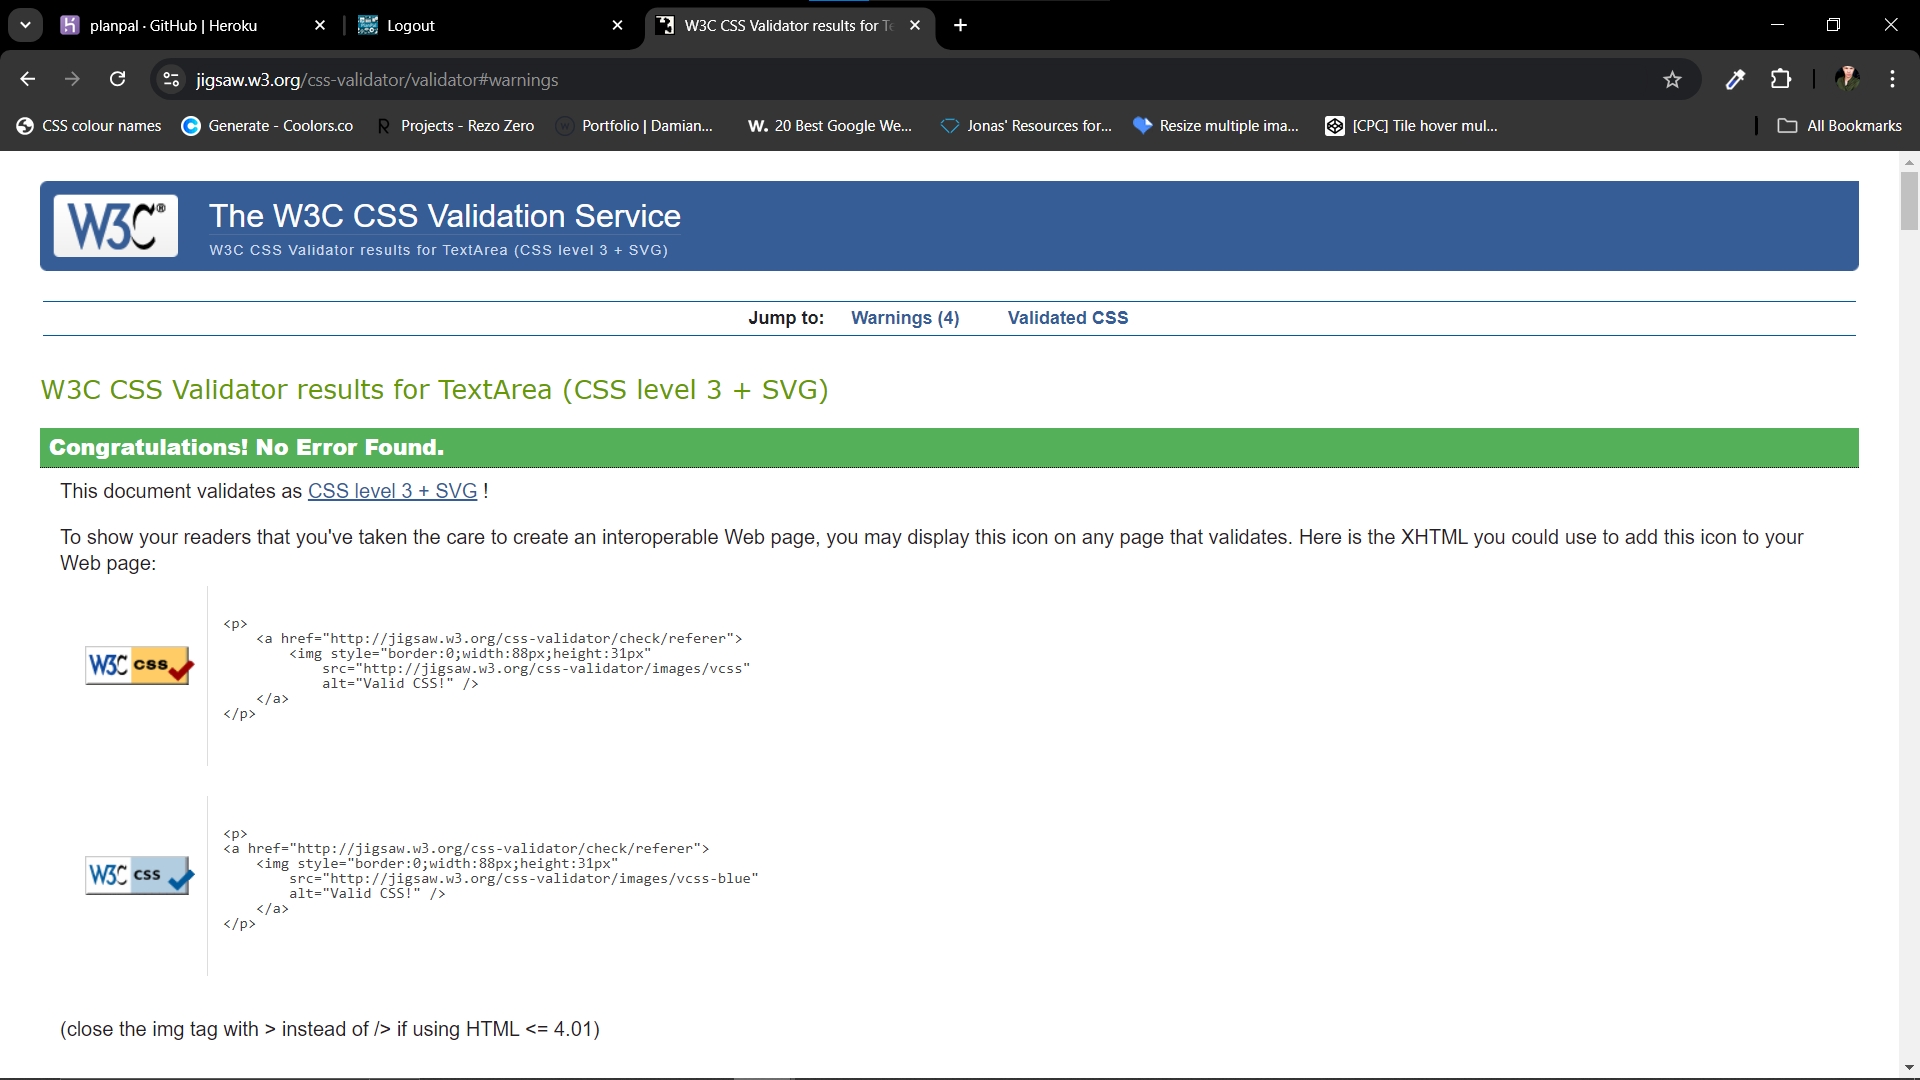 planpal · GitHub | Heroku
Logout
W3C CSS Validator results for Te
jigsaw.w3.org/css-validator/validator#warnings
CSS colour names
Generate - Coolors.co
Projects - Rezo Zero
Portfolio | Damian...
W. 20 Best Google We...
Jonas' Resources for...
Resize multiple ima...
[CPC] Tile hover mul...
All Bookmarks
W3C®
The W3C CSS Validation Service
W3C CSS Validator results for TextArea (CSS level 3 + SVG)
Jump to: Warnings (4) Validated CSS
W3C CSS Validator results for TextArea (CSS level 3 + SVG)
Congratulations! No Error Found.
This document validates as CSS level 3 + SVG !
To show your readers that you've taken the care to create an interoperable Web page, you may display this icon on any page that validates. Here is the XHTML you could use to add this icon to your
Web page:
W3C css
<p>
<a href="http://jigsaw.w3.org/css-validator/check/referer">
<img style="border:0;width:88px;height:31px"
src="http://jigsaw.w3.org/css-validator/images/vcss"
alt="Valid CSS!" />
</a>
</p>
W3C css
<p>
<a href="http://jigsaw.w3.org/css-validator/check/referer">
<img style="border:0;width:88px;height:31px"
src="http://jigsaw.w3.org/css-validator/images/vcss-blue"
alt="Valid CSS!" />
</a>
</p>
(close the img tag with > instead of /> if using HTML <= 4.01)